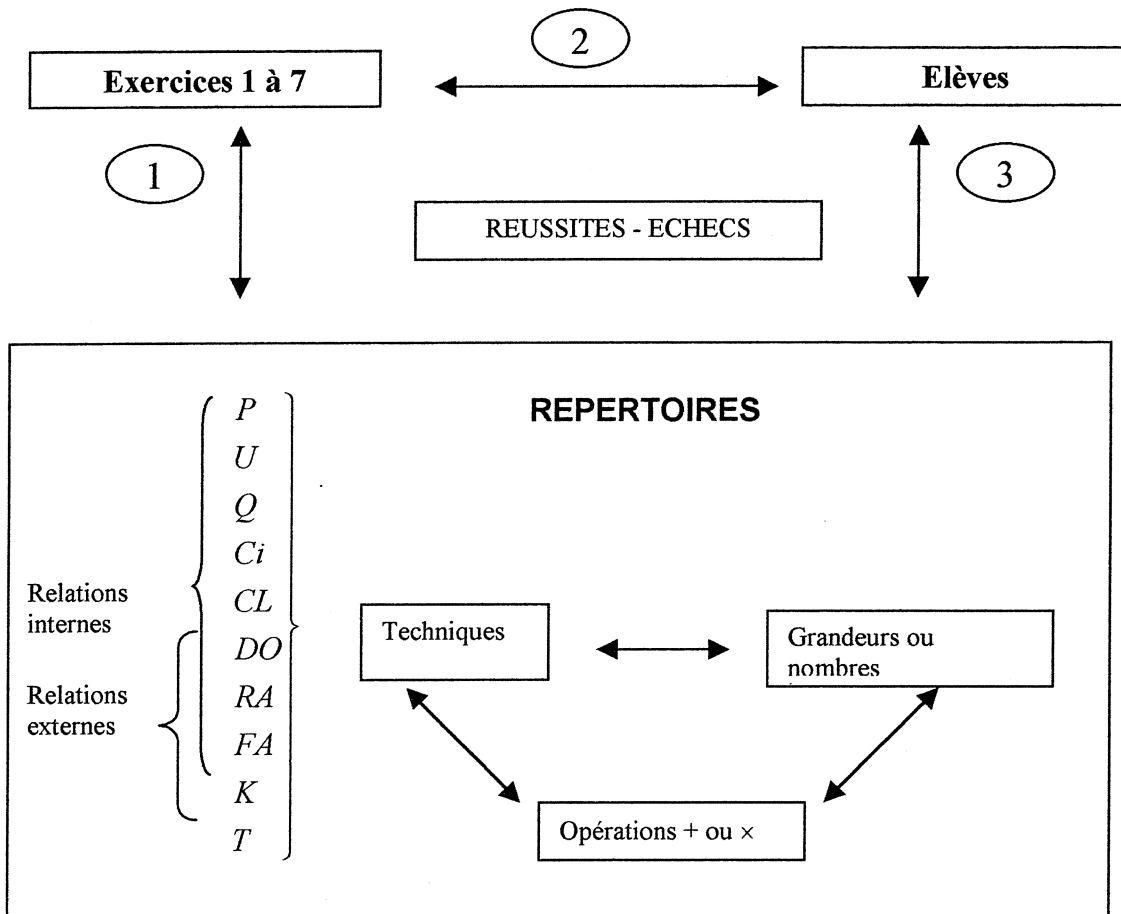 2
Exercices 1 à 7
Elèves
1
3
REUSSITES - ECHECS
REPERTOIRES
P
U
Q
Ci
CL
DO
RA
FA
K
T
Relations
internes
Relations
externes
Techniques
Grandeurs ou
nombres
Opérations + ou ×